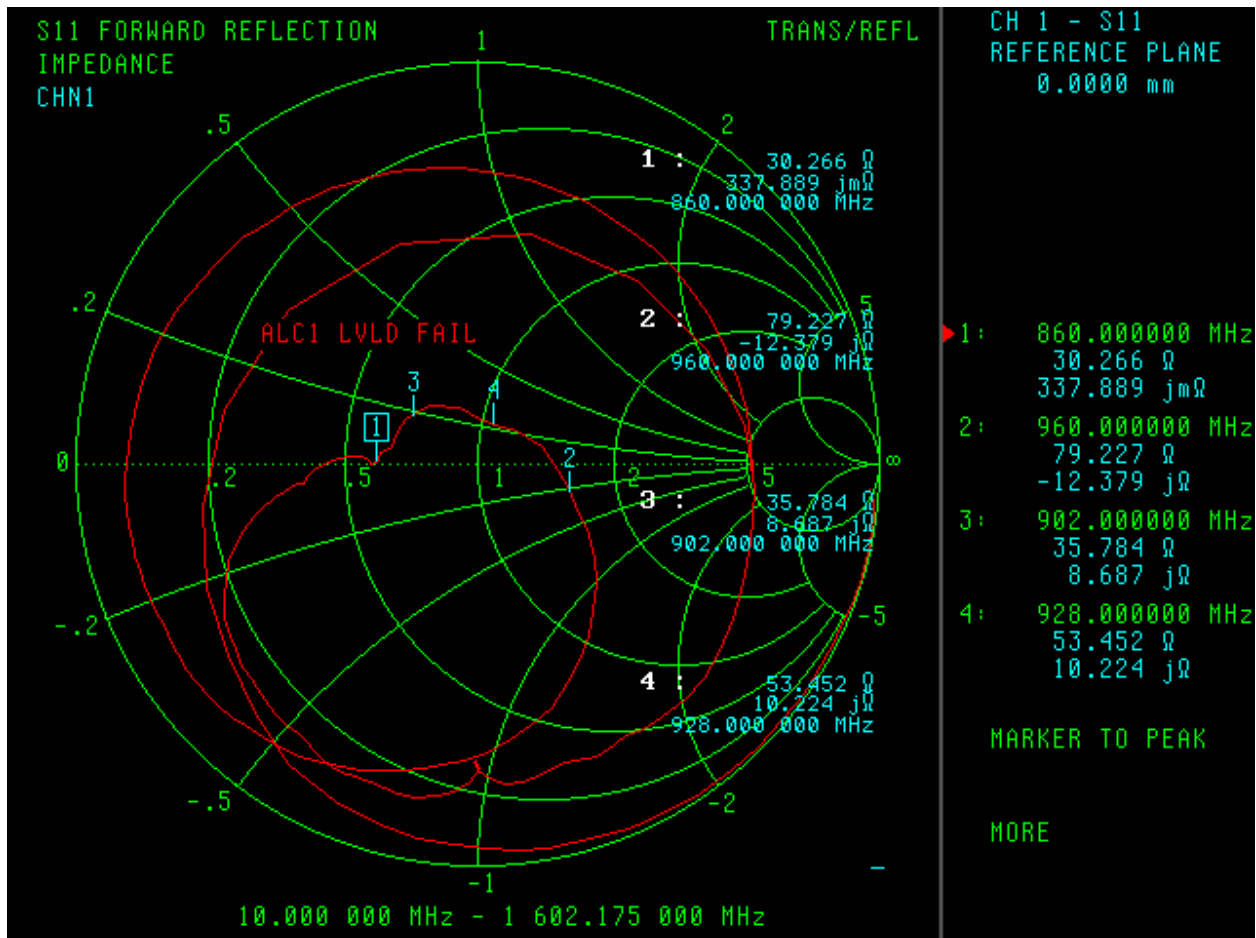 S11 FORWARD REFLECTION
TRANS/REFL
IMPEDANCE
CHN1
1
.5
2
.2
5
0
.2
.5
1
2
5
∞
-.2
-5
-.5
-2
-1
1 :
30.266 Ω
337.889 jmΩ
860.000 000 MHz
2 :
79.227 Ω
-12.379 jΩ
960.000 000 MHz
ALC1 LVLD FAIL
3
4
1
2
3 :
35.784 Ω
8.687 jΩ
902.000 000 MHz
4 :
53.452 Ω
10.224 jΩ
928.000 000 MHz
10.000 000 MHz - 1 602.175 000 MHz
CH 1 - S11
REFERENCE PLANE
0.0000 mm
1: 860.000000 MHz
30.266 Ω
337.889 jmΩ
2: 960.000000 MHz
79.227 Ω
-12.379 jΩ
3: 902.000000 MHz
35.784 Ω
8.687 jΩ
4: 928.000000 MHz
53.452 Ω
10.224 jΩ
MARKER TO PEAK
MORE